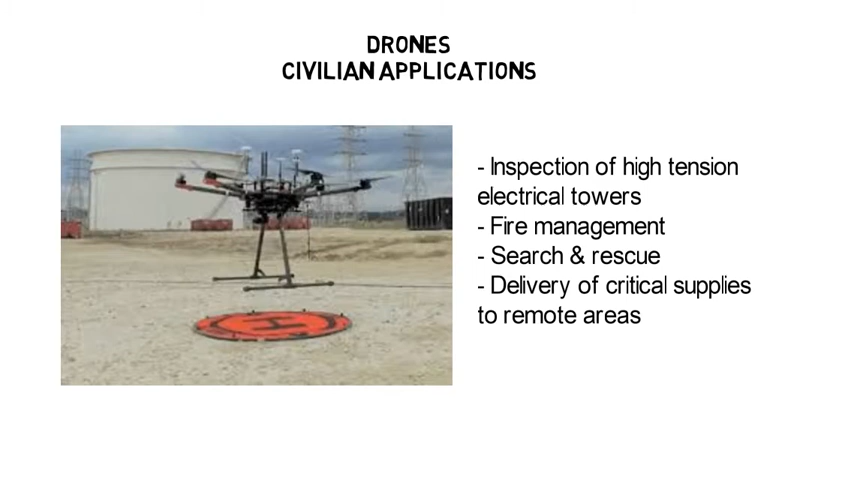 DRONES
CIVILIAN APPLICATIONS
- Inspection of high tension
electrical towers
- Fire management
- Search & rescue
- Delivery of critical supplies
to remote areas
H